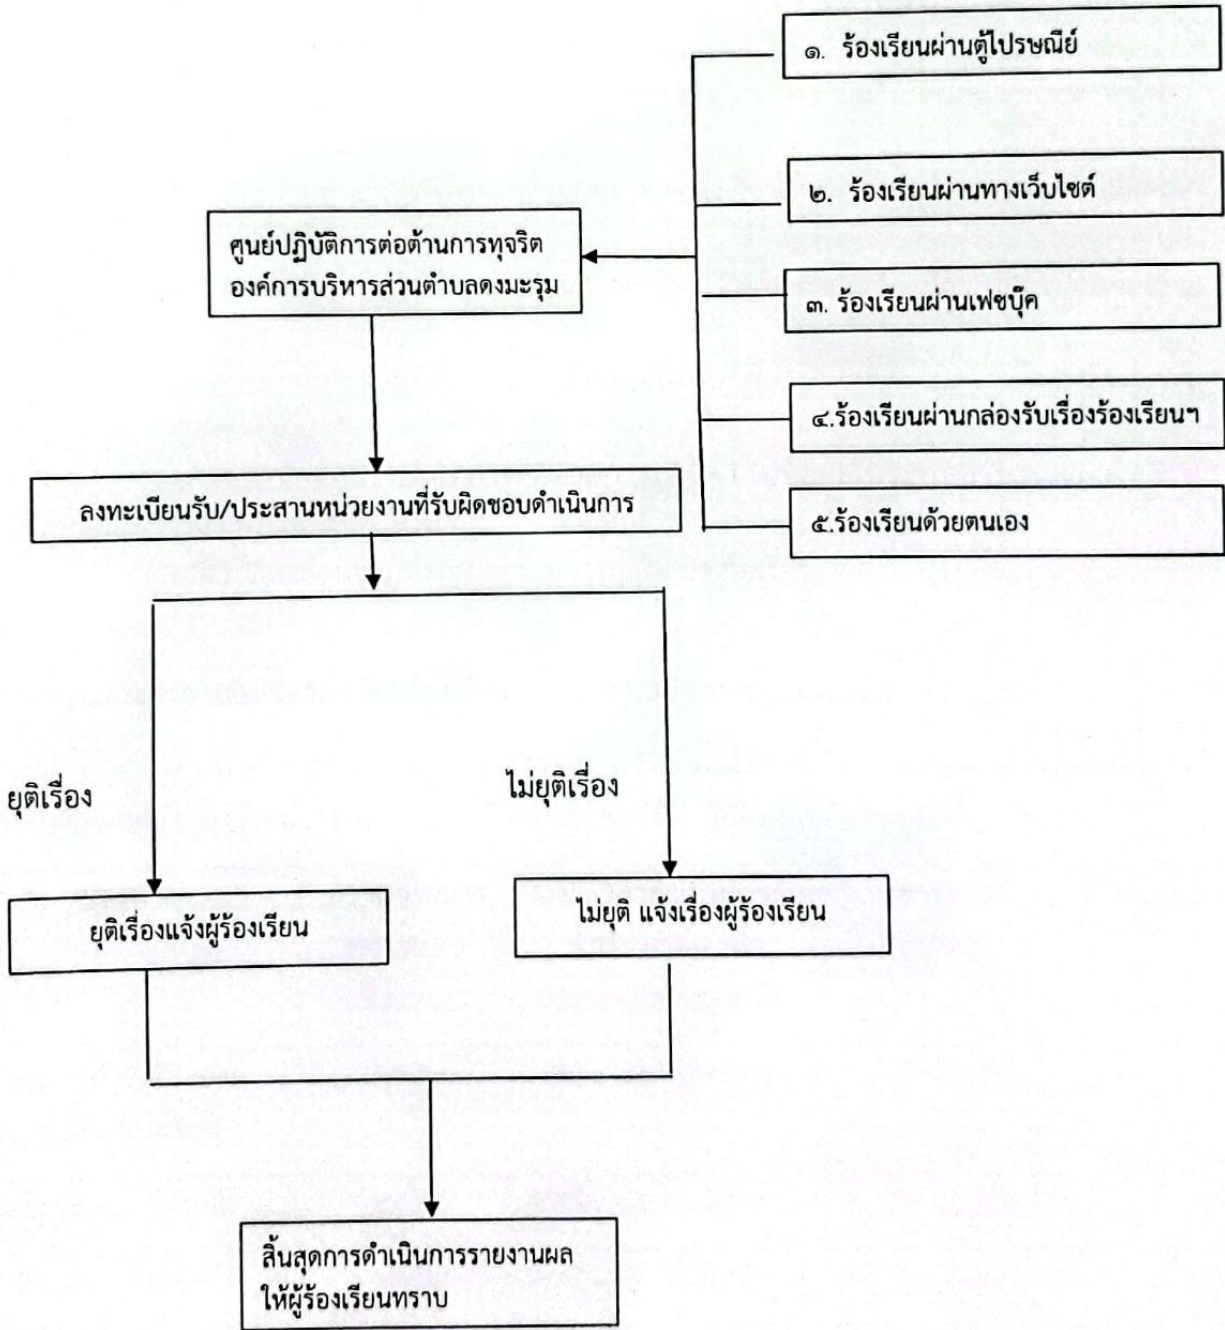 ๑. ร้องเรียนผ่านตู้ไปรษณีย์
๒. ร้องเรียนผ่านทางเว็บไซต์
ศูนย์ปฏิบัติการต่อต้านการทุจริต
องค์การบริหารส่วนตำบลดงมะรุม
๓. ร้องเรียนผ่านเฟซบุ๊ค
๔.ร้องเรียนผ่านกล่องรับเรื่องร้องเรียนฯ
ลงทะเบียนรับ/ประสานหน่วยงานที่รับผิดชอบดำเนินการ
๕.ร้องเรียนด้วยตนเอง
ยุติเรื่อง
ไม่ยุติเรื่อง
ยุติเรื่องแจ้งผู้ร้องเรียน
ไม่ยุติ แจ้งเรื่องผู้ร้องเรียน
สิ้นสุดการดำเนินการรายงานผล
ให้ผู้ร้องเรียนทราบ